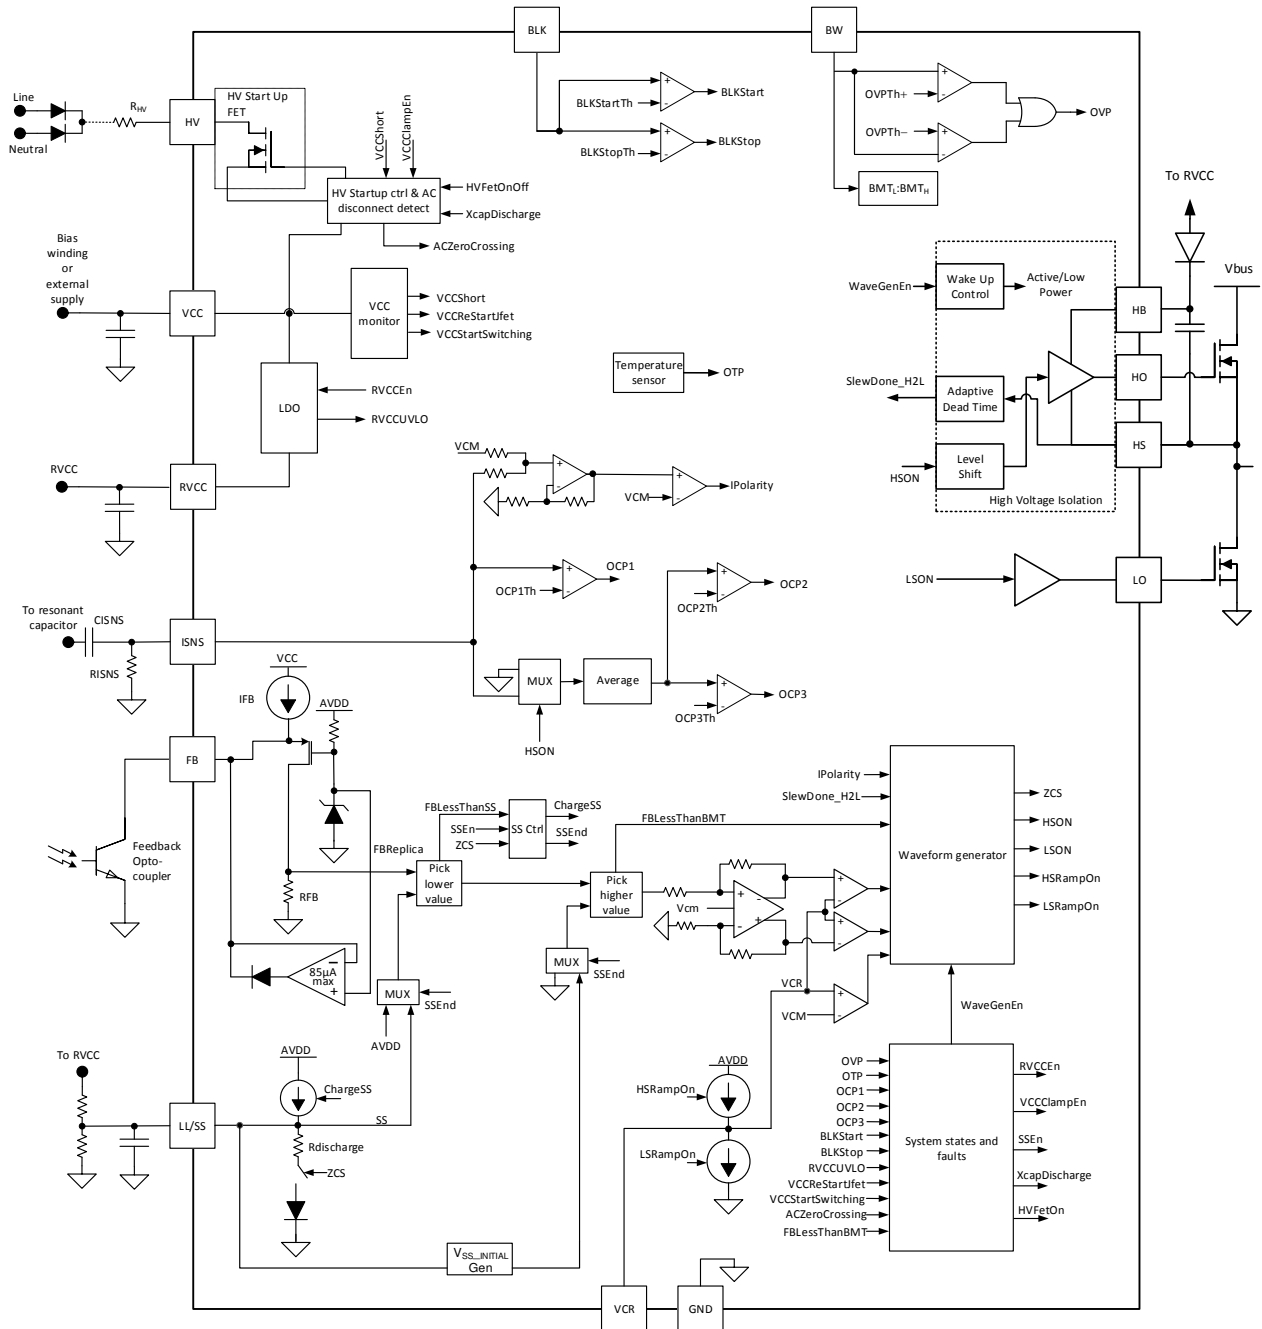 BLK
BW
Line
Neutral
RHV
HV
HV Start Up
FET
VCCShort
VCCClampEn
HV Startup ctrl & AC
disconnect detect
HVFetOnOff
XcapDischarge
ACZeroCrossing
BLKStartTh
+
-
BLKStart
BLKStopTh
+
-
BLKStop
OVPTh+
+
-
OVPTh–
+
-
OVP
BMTL:BMTH
To RVCC
Vbus
Bias
winding
or
external
supply
VCC
VCC
monitor
VCCShort
VCCReStartJfet
VCCStartSwitching
LDO
RVCCEn
RVCCUVLO
RVCC
RVCC
Temperature
sensor
OTP
WaveGenEn
Wake Up
Control
Active/Low
Power
HB
SlewDone_H2L
Adaptive
Dead Time
HO
HS
HSON
Level
Shift
High Voltage Isolation
LSON
LO
VCM
+
-
VCM
+
-
IPolarity
OCP1Th
+
-
OCP1
OCP2Th
+
-
OCP2
To resonant
capacitor
CISNS
RISNS
ISNS
MUX
HSON
Average
OCP3Th
+
-
OCP3
VCC
IFB
AVDD
FB
Feedback
Opto-
coupler
RFB
FBReplica
85µA
max
–
+
FBLessThanSS
SSEn
ZCS
SS Ctrl
ChargeSS
SSEnd
Pick
lower
value
MUX
SSEnd
AVDD
FBLessThanBMT
Pick
higher
value
MUX
SSEnd
Vcm
+
-
-
+
+
-
+
-
VCR
VCM
+
-
IPolarity
SlewDone_H2L
Waveform generator
ZCS
HSON
LSON
HSRampOn
LSRampOn
WaveGenEn
To RVCC
LL/SS
AVDD
ChargeSS
SS
Rdischarge
ZCS
VSS_INITIAL
Gen
AVDD
HSRampOn
LSRampOn
OVP
OTP
OCP1
OCP2
OCP3
BLKStart
BLKStop
RVCCUVLO
VCCReStartJfet
VCCStartSwitching
ACZeroCrossing
FBLessThanBMT
System states and
faults
RVCCEn
VCCClampEn
SSEn
XcapDischarge
HVFetOn
VCR
GND